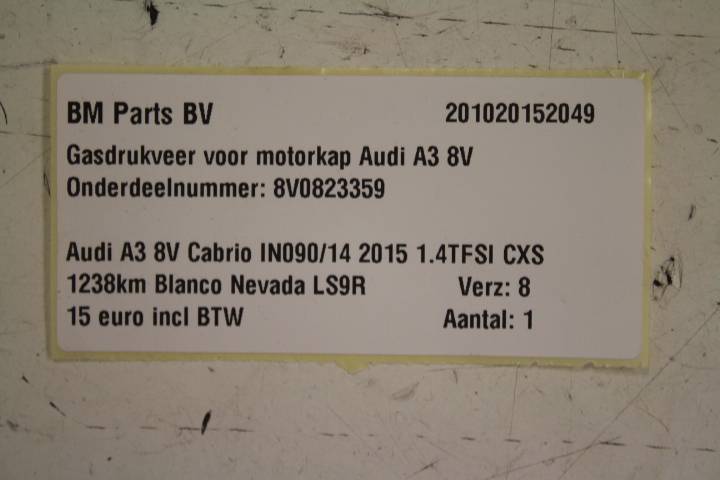 BM Parts BV 201020152049
Gasdrukveer voor motorkap Audi A3 8V
Onderdeelnummer: 8V0823359
Audi A3 8V Cabrio IN090/14 2015 1.4TFSI CXS
1238km Blanco Nevada LS9R Verz: 8
15 euro incl BTW Aantal: 1